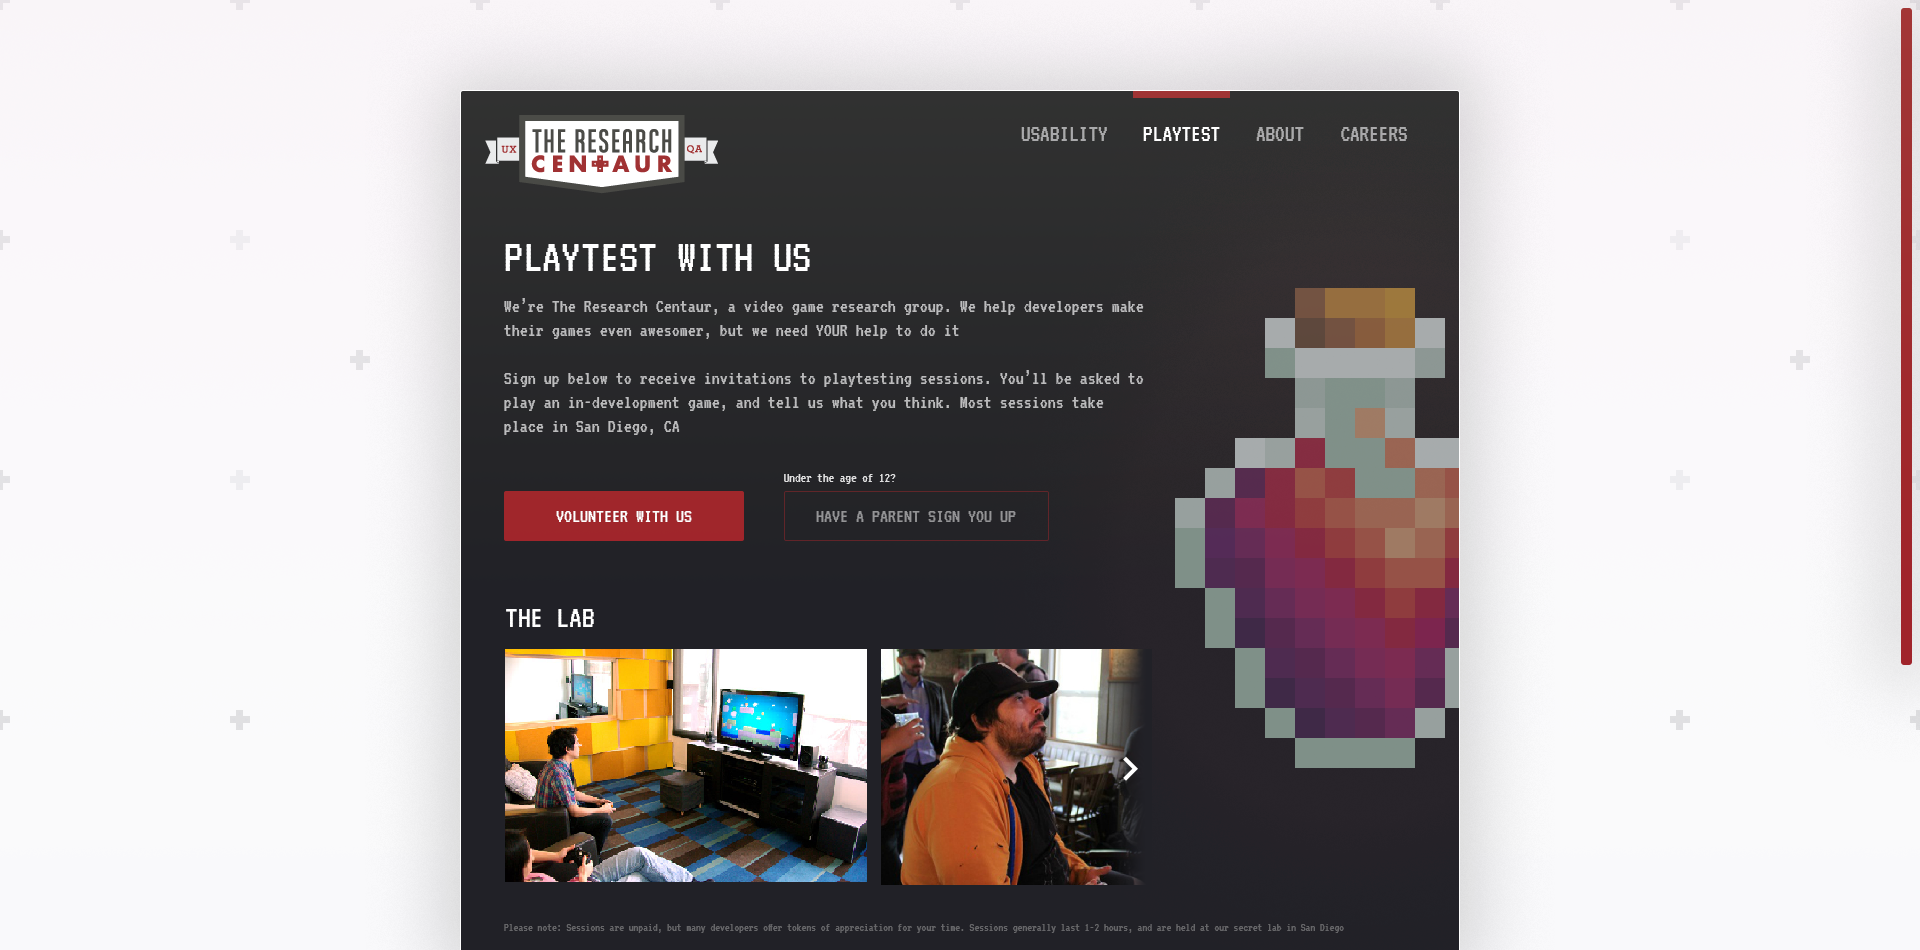 UX
THE RESEARCH
CENTAUR
QA
USABILITY
PLAYTEST
ABOUT
CAREERS
PLAYTEST WITH US
We're The Research Centaur, a video game research group. We help developers make
their games even awesomer, but we need YOUR help to do it
Sign up below to receive invitations to playtesting sessions. You'll be asked to
play an in-development game, and tell us what you think. Most sessions take
place in San Diego, CA
Under the age of 12?
VOLUNTEER WITH US
HAVE A PARENT SIGN YOU UP
THE LAB
Please note: Sessions are unpaid, but many developers offer tokens of appreciation for your time. Sessions generally last 1-2 hours, and are held at our secret lab in San Diego